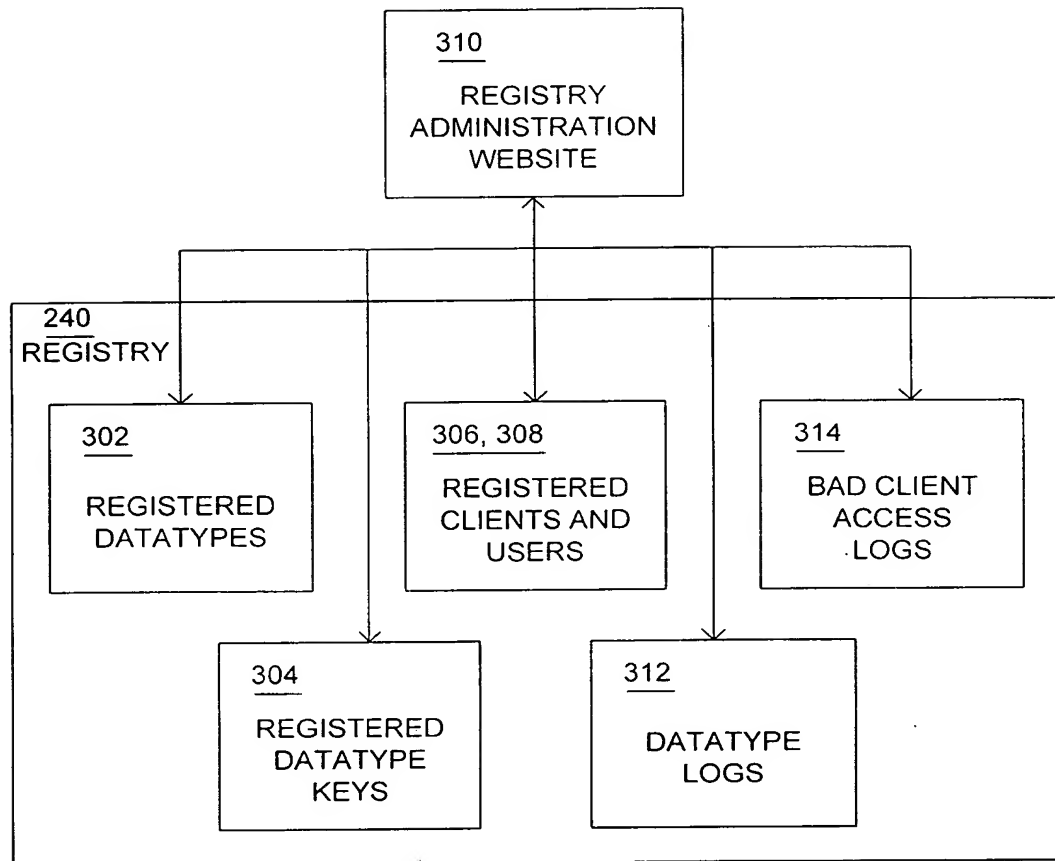 310
REGISTRY
ADMINISTRATION
WEBSITE
240
REGISTRY
302
REGISTERED
DATATYPES
306, 308
REGISTERED
CLIENTS AND
USERS
314
BAD CLIENT
ACCESS
LOGS
304
REGISTERED
DATATYPE
KEYS
312
DATATYPE
LOGS